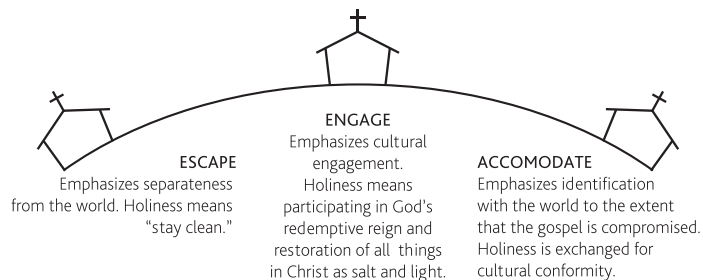 ESCAPE
Emphasizes separateness
from the world. Holiness means
“stay clean.”
ENGAGE
Emphasizes cultural
engagement.
Holiness means
participating in God’s
redemptive reign and
restoration of all things
in Christ as salt and light.
ACCOMODATE
Emphasizes identification
with the world to the extent
that the gospel is compromised.
Holiness is exchanged for
cultural conformity.